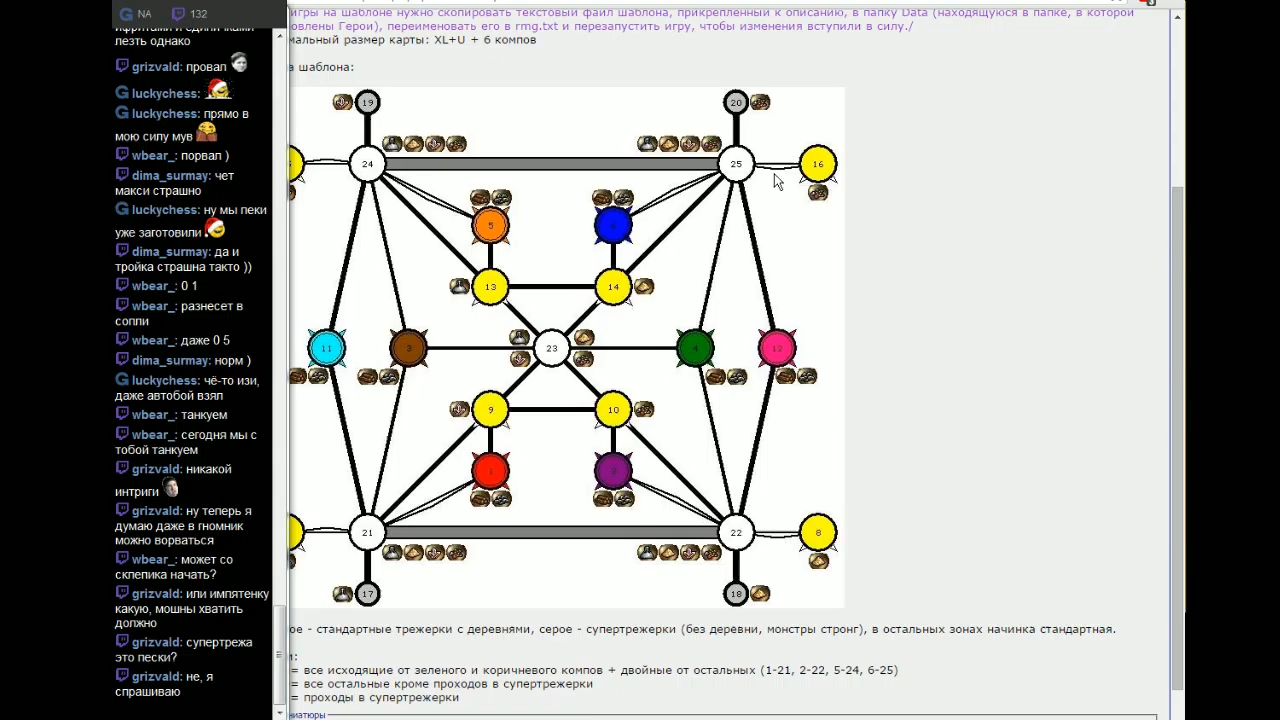 NA 132
ифритами и единичками
лезть однако
grizvald: провал
luckychess:
luckychess: прямо в
мою силу мув
wbear_: порвал )
dima_surmay: чет
макси страшно
luckychess: ну мы пеки
уже заготовили
dima_surmay: да и
тройка страшна такто ))
wbear_: 0 1
wbear_: разнесет в
соппи
wbear_: даже 0 5
dima_surmay: норм )
luckychess: чё-то изи,
даже автобой взял
wbear_: танкуем
wbear_: сегодня мы с
тобой танкуем
grizvald: никакой
интриги
grizvald: ну теперь я
думаю даже в гномник
можно ворваться
wbear_: может со
склепика начать?
grizvald: или импятенку
какую, мошны хватить
должно
grizvald: супертрежа
это пески?
grizvald: не, я
спрашиваю
игры на шаблоне нужно скопировать текстовый файл шаблона, прикрепленный к описанию, в папку Data (находящуюся в папке, в которой
овлены Герои), переименовать его в rmg.txt и перезапустить игру, чтобы изменения вступили в силу./
мальный размер карты: XL+U + 6 компов
а шаблона:
19 20
24 25 16
5
13 14
11 3 23 4 12
9 10
1
21 22 8
17 18
ое - стандартные трежерки с деревнями, серое - супертрежерки (без деревни, монстры стронг), в остальных зонах начинка стандартная.
и:
= все исходящие от зеленого и коричневого компов + двойные от остальных (1-21, 2-22, 5-24, 6-25)
= все остальные кроме проходов в супертрежерки
= проходы в супертрежерки
ниатюры